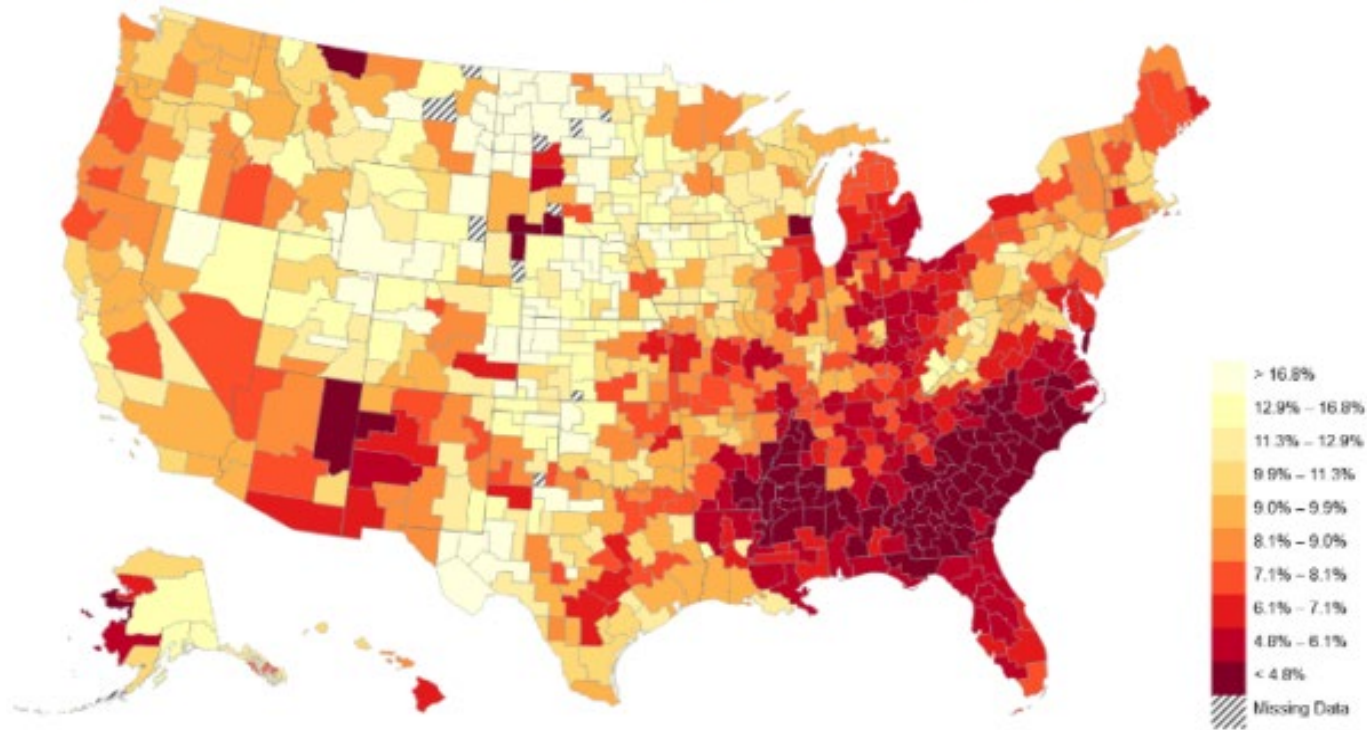 > 16.8%
12.9% – 16.8%
11.3% – 12.9%
9.9% – 11.3%
9.0% – 9.9%
8.1% – 9.0%
7.1% – 8.1%
6.1% – 7.1%
4.8% – 6.1%
< 4.8%
Missing Data